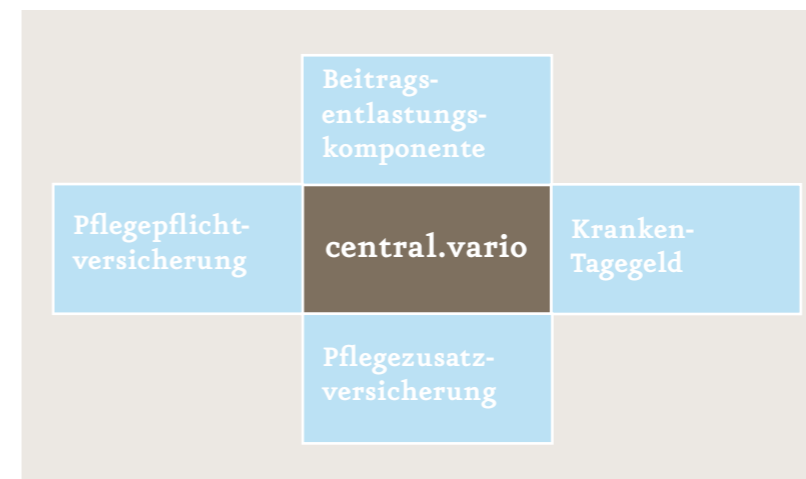 Beitrags-
entlastungs-
komponente
Pflegepflicht-
versicherung
central.vario
Kranken-
Tagegeld
Pflegezusatz-
versicherung